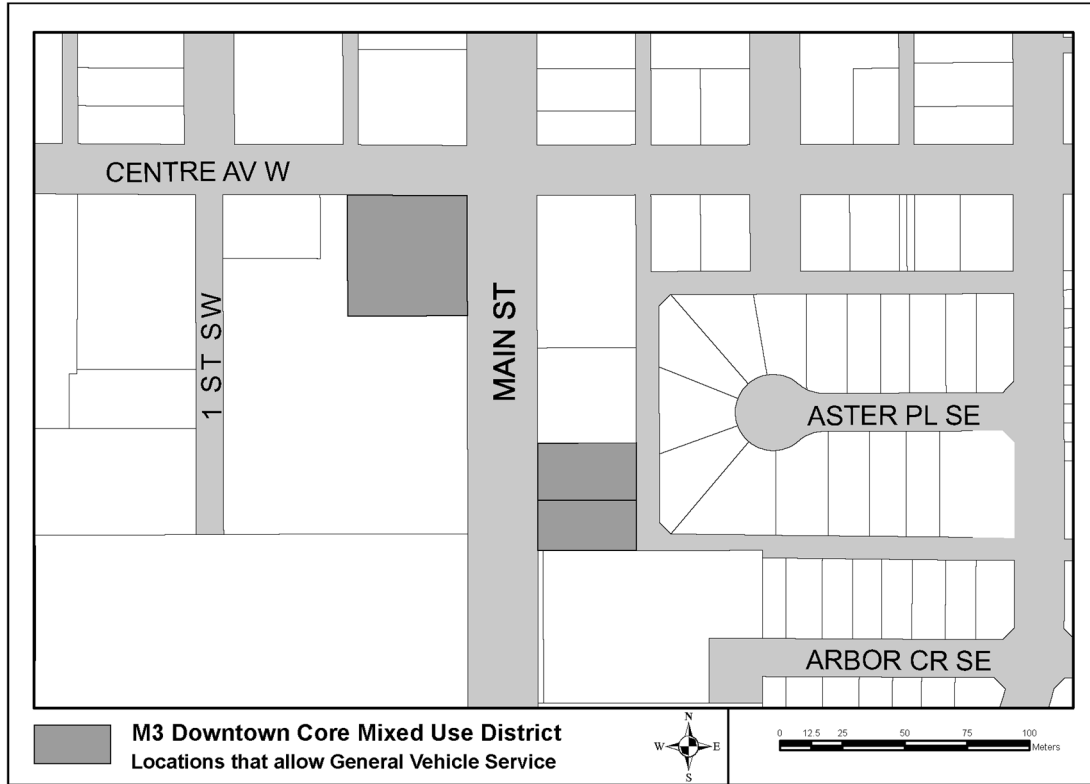 CENTRE AV W
1 ST SW
MAIN ST
ASTER PL SE
ARBOR CR SE
M3 Downtown Core Mixed Use District
Locations that allow General Vehicle Service
N
W E
S
0 12.5 25 50 75 100
Meters